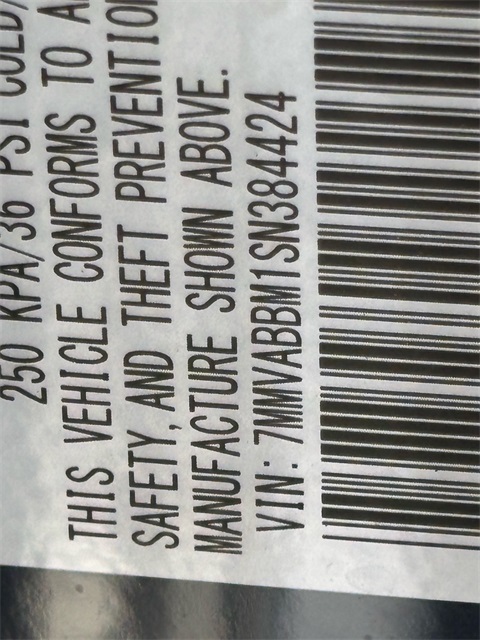 250 KPA/36 PSI COLD/
THIS VEHICLE CONFORMS TO
SAFETY, AND THEFT PREVENTION
MANUFACTURE SHOWN ABOVE.
VIN: 7MMVABBM1SN384424